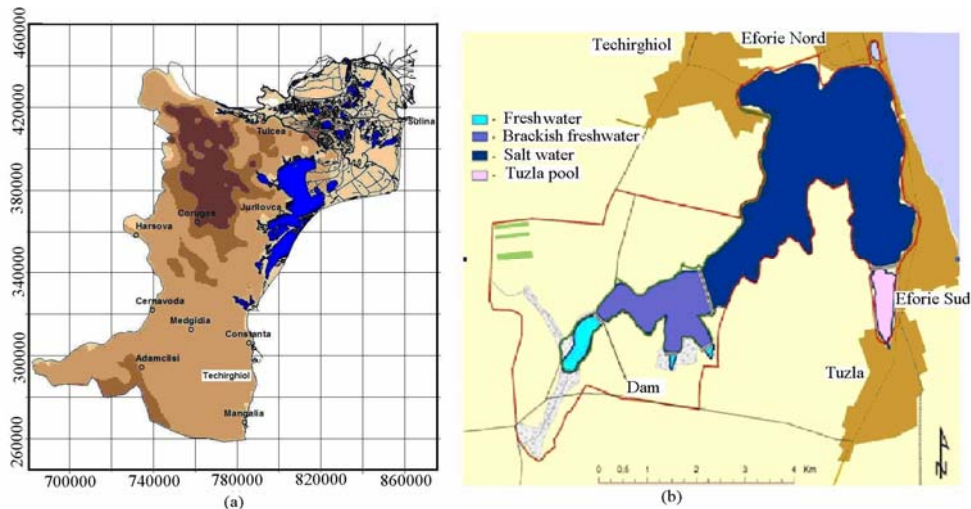 460000
420000
380000
340000
300000
260000
Tulcea
Sulina
Jurilovca
Corugea
Harsova
Cernavoda
Medgidia
Constanta
Adamclisi
Techirghiol
Mangalia
700000 740000 780000 820000 860000
(a)
Techirghiol
Eforie Nord
Freshwater
Brackish freshwater
Salt water
Tuzla pool
Eforie Sud
Tuzla
Dam
0 0.5 1 2 3 4 Km
N
(b)